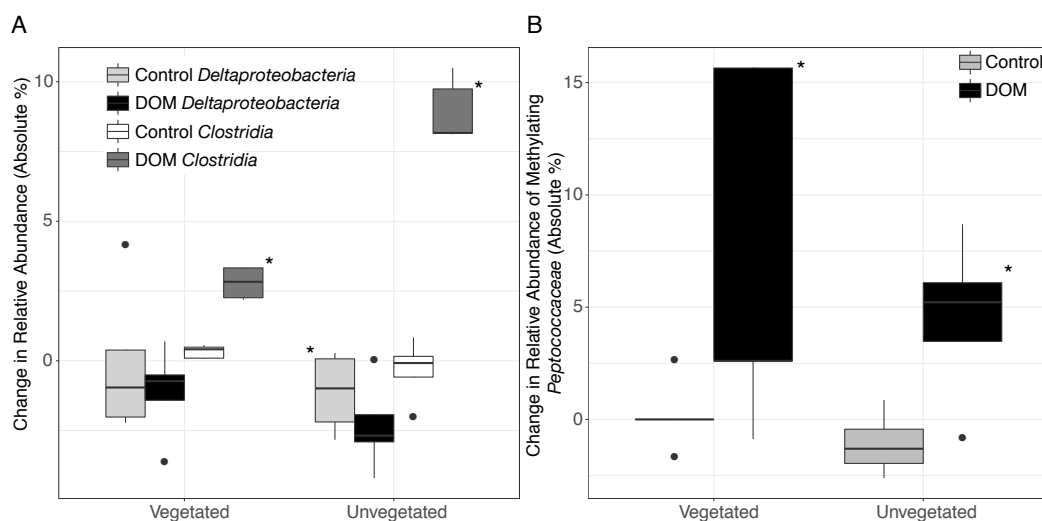 A
Change in Relative Abundance (Absolute %)
10
5
0
Control Deltaproteobacteria
DOM Deltaproteobacteria
Control Clostridia
DOM Clostridia
*
*
*
Vegetated
Unvegetated
B
Change in Relative Abundance of Methylating
Peptoccaceae (Absolute %)
15
10
5
0
Control
DOM
*
*
Vegetated
Unvegetated